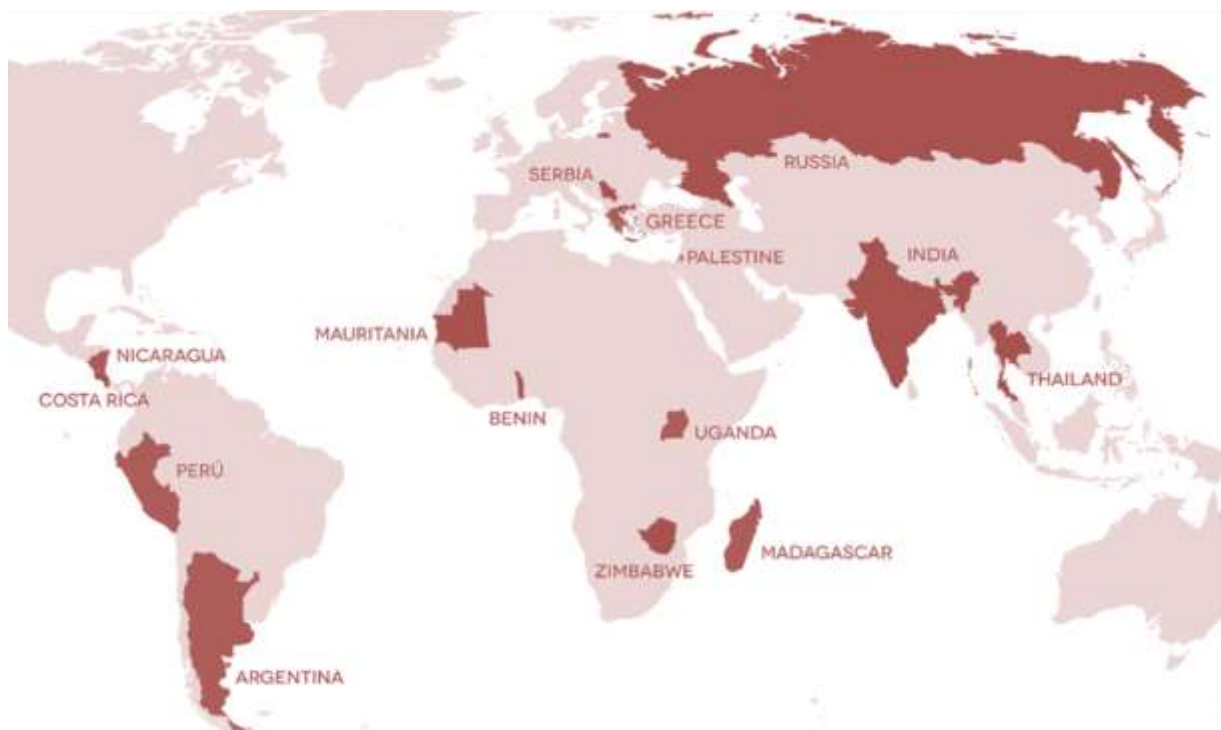 RUSSIA
SERBIA
GREECE
INDIA
PALESTINE
MAURITANIA
NICARAGUA
THAILAND
COSTA RICA
BENIN
UGANDA
PERÚ
MADAGASCAR
ZIMBABWE
ARGENTINA